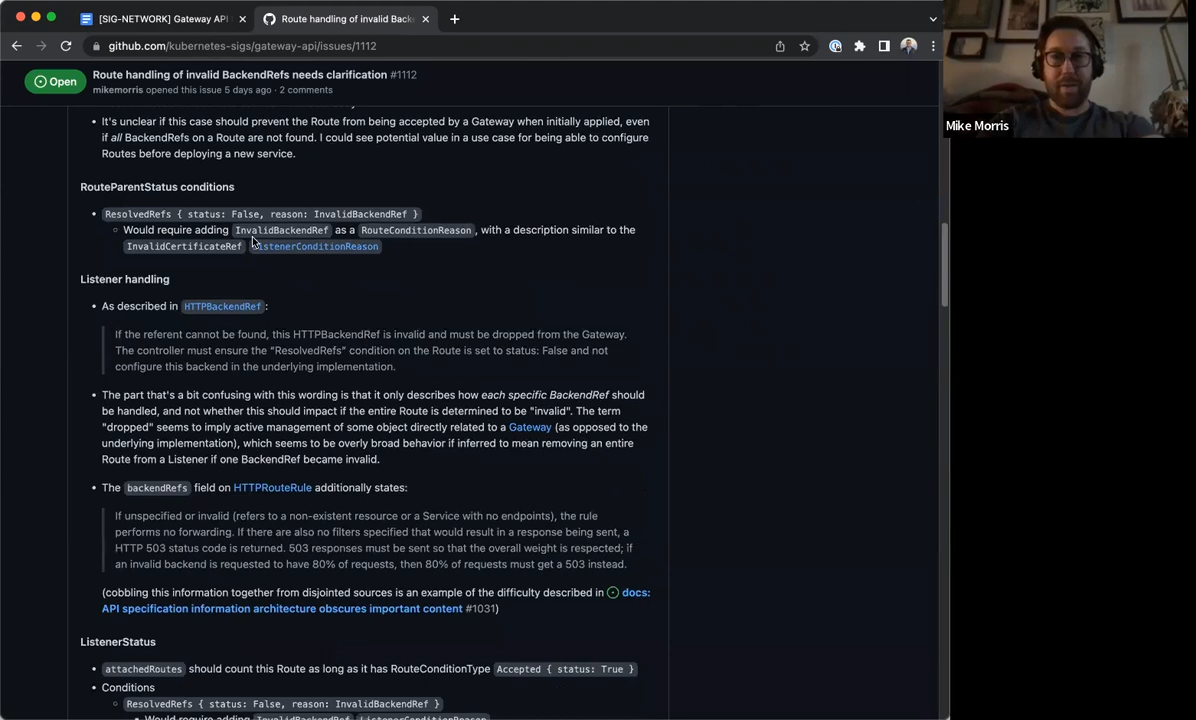 [SIG-NETWORK] Gateway API
Route handling of invalid Backe
github.com/kubernetes-sigs/gateway-api/issues/1112
Open
Route handling of invalid BackendRefs needs clarification #1112
mikemorris opened this issue 5 days ago · 2 comments
• It's unclear if this case should prevent the Route from being accepted by a Gateway when initially applied, even
if all BackendRefs on a Route are not found. I could see potential value in a use case for being able to configure
Routes before deploying a new service.
RouteParentStatus conditions
• ResolvedRefs { status: False, reason: InvalidBackendRef }
◦ Would require adding InvalidBackendRef as a RouteConditionReason, with a description similar to the
InvalidCertificateRef ListenerConditionReason
Listener handling
• As described in HTTPBackendRef:
If the referent cannot be found, this HTTPBackendRef is invalid and must be dropped from the Gateway.
The controller must ensure the "ResolvedRefs" condition on the Route is set to status: False and not
configure this backend in the underlying implementation.
• The part that's a bit confusing with this wording is that it only describes how each specific BackendRef should
be handled, and not whether this should impact if the entire Route is determined to be "invalid". The term
"dropped" seems to imply active management of some object directly related to a Gateway (as opposed to the
underlying implementation), which seems to be overly broad behavior if inferred to mean removing an entire
Route from a Listener if one BackendRef became invalid.
• The backendRefs field on HTTPRouteRule additionally states:
If unspecified or invalid (refers to a non-existent resource or a Service with no endpoints), the rule
performs no forwarding. If there are also no filters specified that would result in a response being sent, a
HTTP 503 status code is returned. 503 responses must be sent so that the overall weight is respected; if
an invalid backend is requested to have 80% of requests, then 80% of requests must get a 503 instead.
(cobbling this information together from disjointed sources is an example of the difficulty described in docs:
API specification information architecture obscures important content #1031)
ListenerStatus
• attachedRoutes should count this Route as long as it has RouteConditionType Accepted { status: True }
• Conditions
◦ ResolvedRefs { status: False, reason: InvalidBackendRef }
Would require adding InvalidBackendRef ListenerConditionReason
Mike Morris